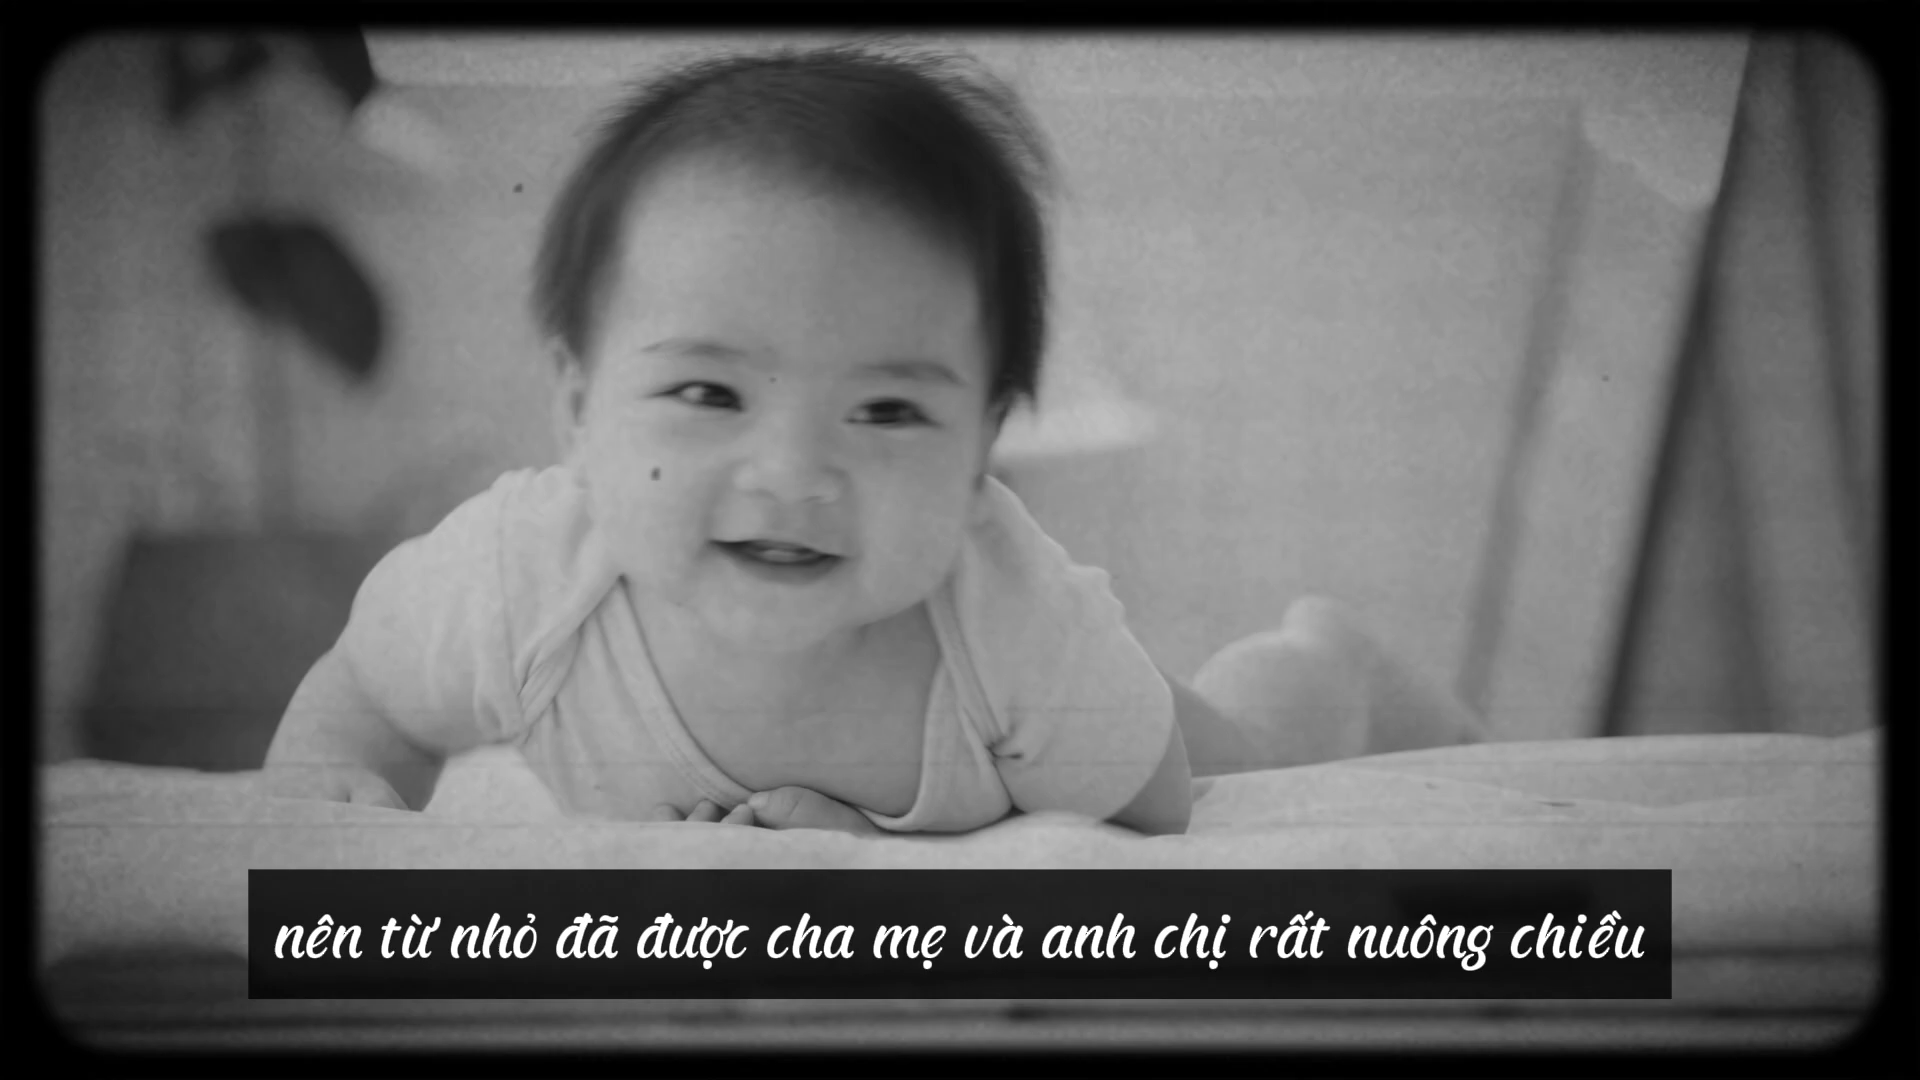 nên từ nhỏ đã được cha mẹ và anh chị rất nuông chiều